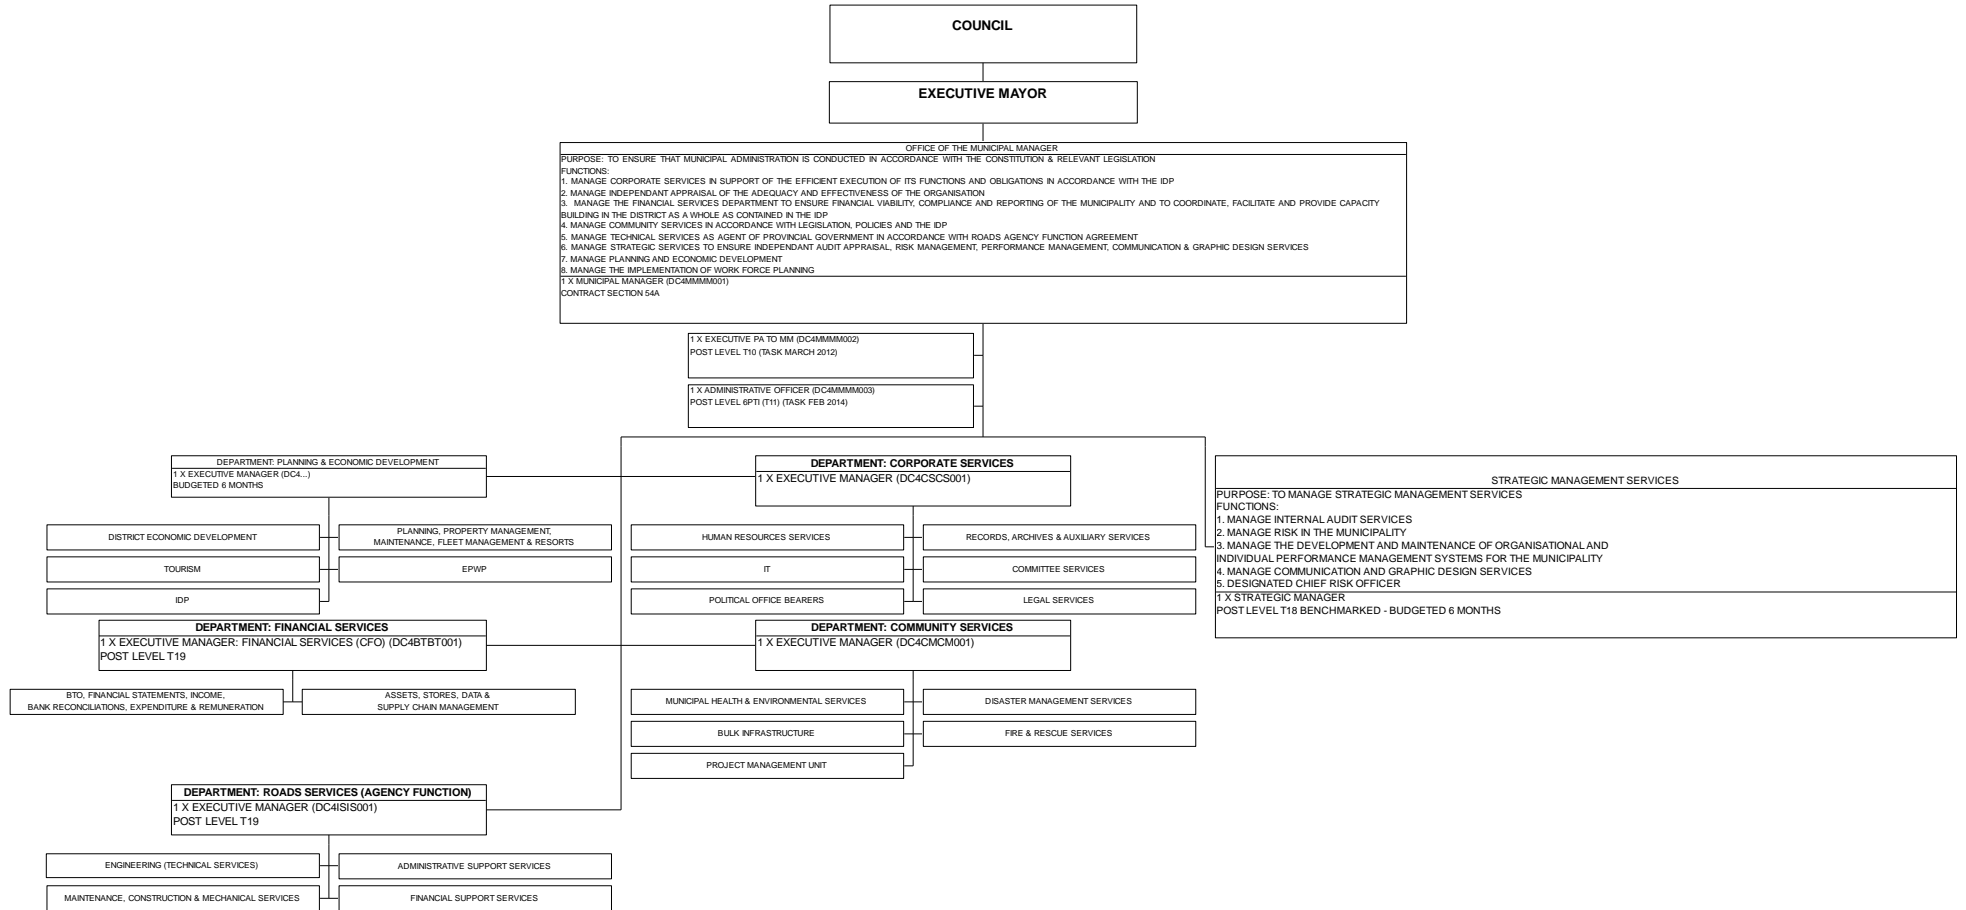 COUNCIL
EXECUTIVE MAYOR
OFFICE OF THE MUNICIPAL MANAGER
PURPOSE: TO ENSURE THAT MUNICIPAL ADMINISTRATION IS CONDUCTED IN ACCORDANCE WITH THE CONSTITUTION & RELEVANT LEGISLATION
FUNCTIONS:
1. MANAGE CORPORATE SERVICES IN SUPPORT OF THE EFFICIENT EXECUTION OF ITS FUNCTIONS AND OBLIGATIONS IN ACCORDANCE WITH THE IDP
2. MANAGE INDEPENDANT APPRAISAL OF THE ADEQUACY AND EFFECTIVENESS OF THE ORGANISATION
3. MANAGE THE FINANCIAL SERVICES DEPARTMENT TO ENSURE FINANCIAL VIABILITY, COMPLIANCE AND REPORTING OF THE MUNICIPALITY AND TO COORDINATE, FACILITATE AND PROVIDE CAPACITY
BUILDING IN THE DISTRICT AS A WHOLE AS CONTAINED IN THE IDP
4. MANAGE COMMUNITY SERVICES IN ACCORDANCE WITH LEGISLATION, POLICIES AND THE IDP
5. MANAGE TECHNICAL SERVICES AS AGENT OF PROVINCIAL GOVERNMENT IN ACCORDANCE WITH ROADS AGENCY FUNCTION AGREEMENT
6. MANAGE STRATEGIC SERVICES TO ENSURE INDEPENDANT AUDIT APPRAISAL, RISK MANAGEMENT, PERFORMANCE MANAGEMENT, COMMUNICATION & GRAPHIC DESIGN SERVICES
7. MANAGE PLANNING AND ECONOMIC DEVELOPMENT
8. MANAGE THE IMPLEMENTATION OF WORK FORCE PLANNING
1 X MUNICIPAL MANAGER (DC4MMMM001)
CONTRACT SECTION 54A
1 X EXECUTIVE PA TO MM (DC4MMMM002)
POST LEVEL T10 (TASK MARCH 2012)
1 X ADMINISTRATIVE OFFICER (DC4MMMM003)
POST LEVEL 6PTI (T11) (TASK FEB 2014)
DEPARTMENT: PLANNING & ECONOMIC DEVELOPMENT
1 X EXECUTIVE MANAGER (DC4...)
BUDGETED 6 MONTHS
DISTRICT ECONOMIC DEVELOPMENT
PLANNING, PROPERTY MANAGEMENT,
MAINTENANCE, FLEET MANAGEMENT & RESORTS
TOURISM
EPWP
IDP
DEPARTMENT: CORPORATE SERVICES
1 X EXECUTIVE MANAGER (DC4CSCS001)
HUMAN RESOURCES SERVICES
RECORDS, ARCHIVES & AUXILIARY SERVICES
IT
COMMITTEE SERVICES
POLITICAL OFFICE BEARERS
LEGAL SERVICES
STRATEGIC MANAGEMENT SERVICES
PURPOSE: TO MANAGE STRATEGIC MANAGEMENT SERVICES
FUNCTIONS:
1. MANAGE INTERNAL AUDIT SERVICES
2. MANAGE RISK IN THE MUNICIPALITY
3. MANAGE THE DEVELOPMENT AND MAINTENANCE OF ORGANISATIONAL AND
INDIVIDUAL PERFORMANCE MANAGEMENT SYSTEMS FOR THE MUNICIPALITY
4. MANAGE COMMUNICATION AND GRAPHIC DESIGN SERVICES
5. DESIGNATED CHIEF RISK OFFICER
1 X STRATEGIC MANAGER
POST LEVEL T18 BENCHMARKED - BUDGETED 6 MONTHS
DEPARTMENT: FINANCIAL SERVICES
1 X EXECUTIVE MANAGER: FINANCIAL SERVICES (CFO) (DC4BTBT001)
POST LEVEL T19
BTO, FINANCIAL STATEMENTS, INCOME,
BANK RECONCILIATIONS, EXPENDITURE & REMUNERATION
ASSETS, STORES, DATA &
SUPPLY CHAIN MANAGEMENT
DEPARTMENT: COMMUNITY SERVICES
1 X EXECUTIVE MANAGER (DC4CMCM001)
MUNICIPAL HEALTH & ENVIRONMENTAL SERVICES
DISASTER MANAGEMENT SERVICES
BULK INFRASTRUCTURE
FIRE & RESCUE SERVICES
PROJECT MANAGEMENT UNIT
DEPARTMENT: ROADS SERVICES (AGENCY FUNCTION)
1 X EXECUTIVE MANAGER (DC4ISIS001)
POST LEVEL T19
ENGINEERING (TECHNICAL SERVICES)
ADMINISTRATIVE SUPPORT SERVICES
MAINTENANCE, CONSTRUCTION & MECHANICAL SERVICES
FINANCIAL SUPPORT SERVICES